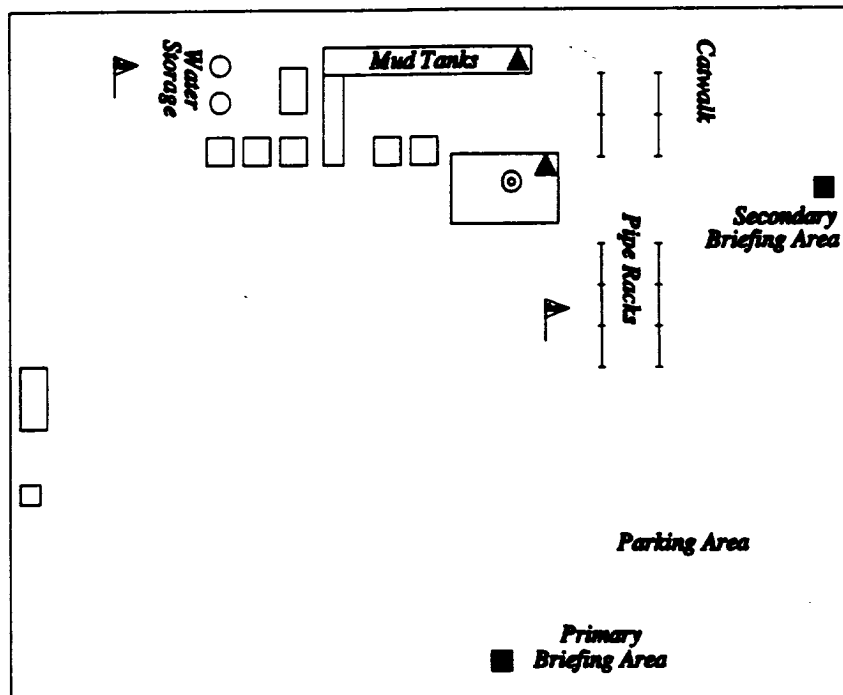 Water
Storage
Mud Tanks
Catwalk
Secondary
Briefing Area
Pipe Racks
Parking Area
Primary
Briefing Area